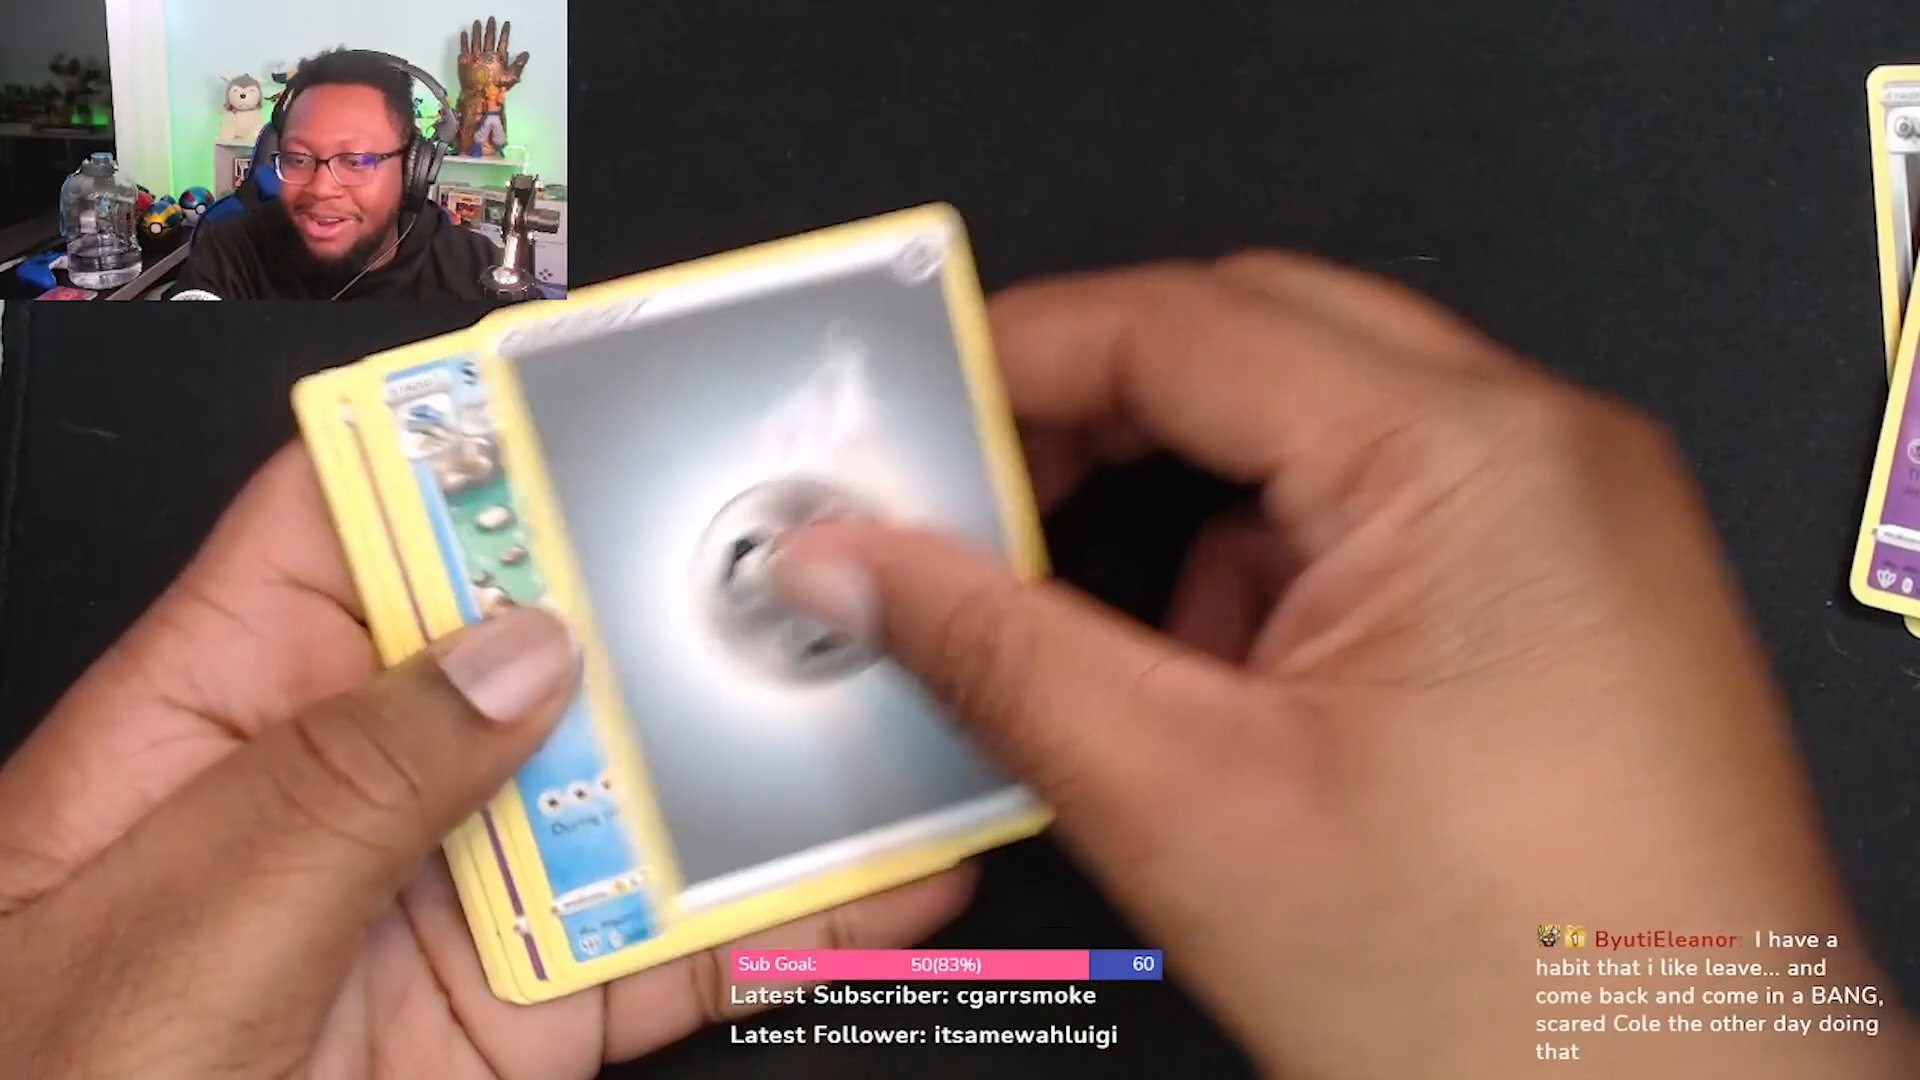 Sub Goal: 50(83%) 60
Latest Subscriber: cgarrsmoke
Latest Follower: itsamewahluigi
ByutiEleanor: I have a
habit that i like leave... and
come back and come in a BANG,
scared Cole the other day doing
that
During